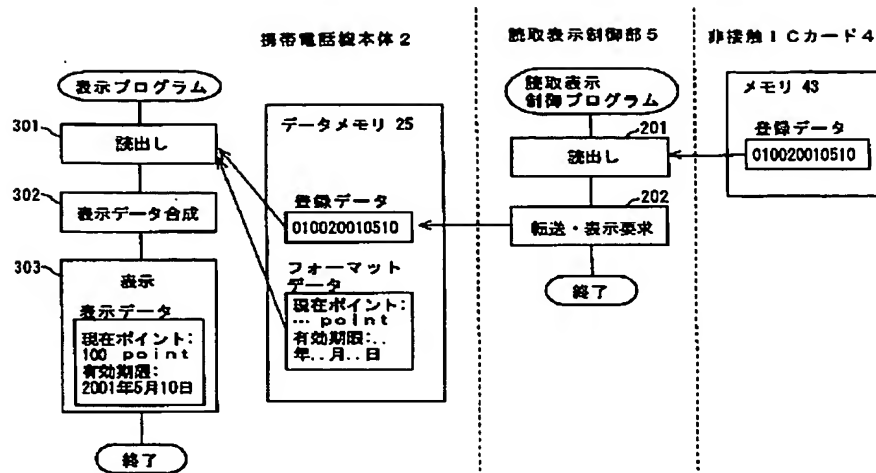 携帯電話機本体2
読取表示制御部5
非接触ICカード4
表示プログラム
301
読出し
302
表示データ合成
303
表示
表示データ
現在ポイント:
100 point
有効期限:
2001年5月10日
終了
データメモリ 25
登録データ
010020010510
フォーマット
データ
現在ポイント:
… point
有効期限:..
年..月..日
読取表示
制御プログラム
201
読出し
202
転送・表示要求
終了
メモリ 43
登録データ
010020010510